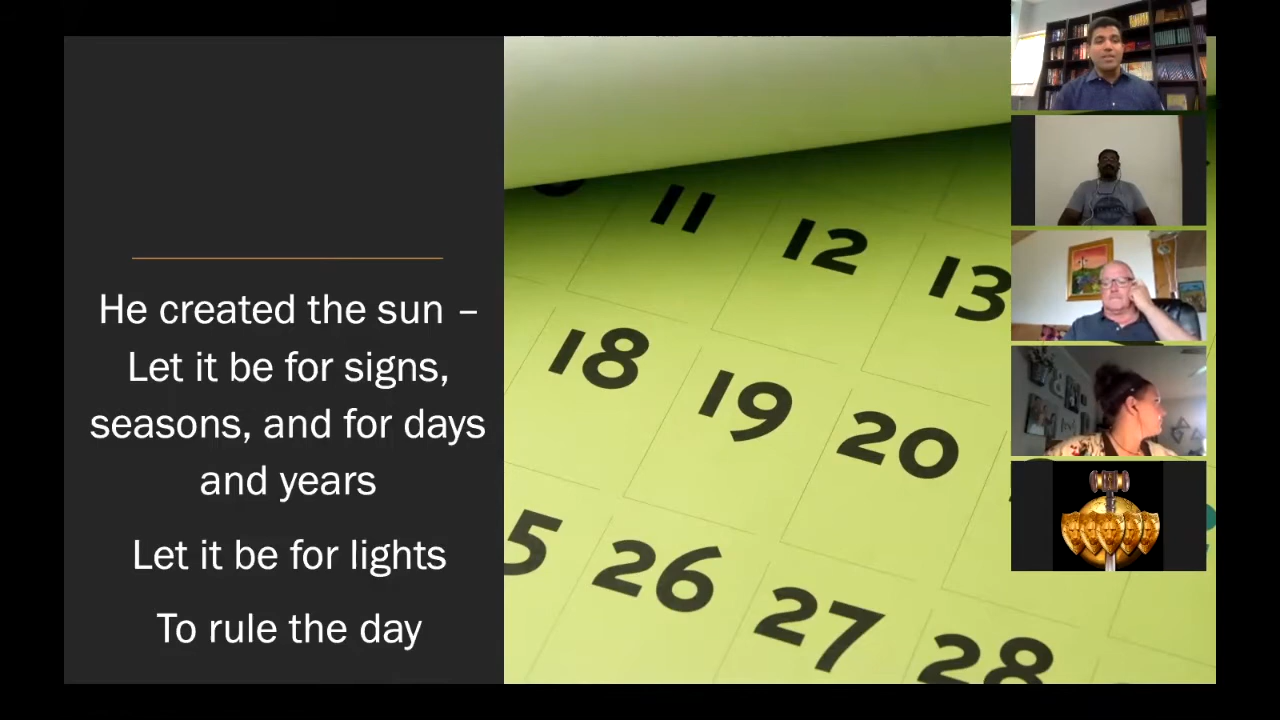 He created the sun –
Let it be for signs,
seasons, and for days
and years
Let it be for lights
To rule the day
11 12 13
18 19 20
5 26 27 28